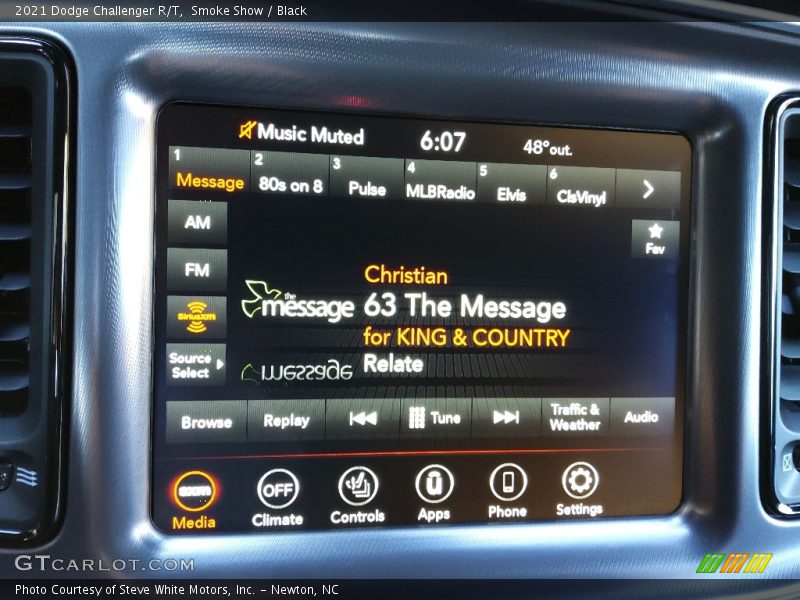 2021 Dodge Challenger R/T, Smoke Show / Black
Music Muted 6:07 48° out.
1 Message
2 80s on 8
3 Pulse
4 MLBRadio
5 Elvis
6 ClsVinyl
AM
FM
SiriusXM
Source
Select
Fav
Christian
the message
63 The Message
for KING & COUNTRY
Relate
message
Browse
Replay
Tune
Traffic &
Weather
Audio
sxm
Media
OFF
Climate
Controls
Apps
Phone
Settings
GTCARLOT.COM
Photo Courtesy of Steve White Motors, Inc. – Newton, NC